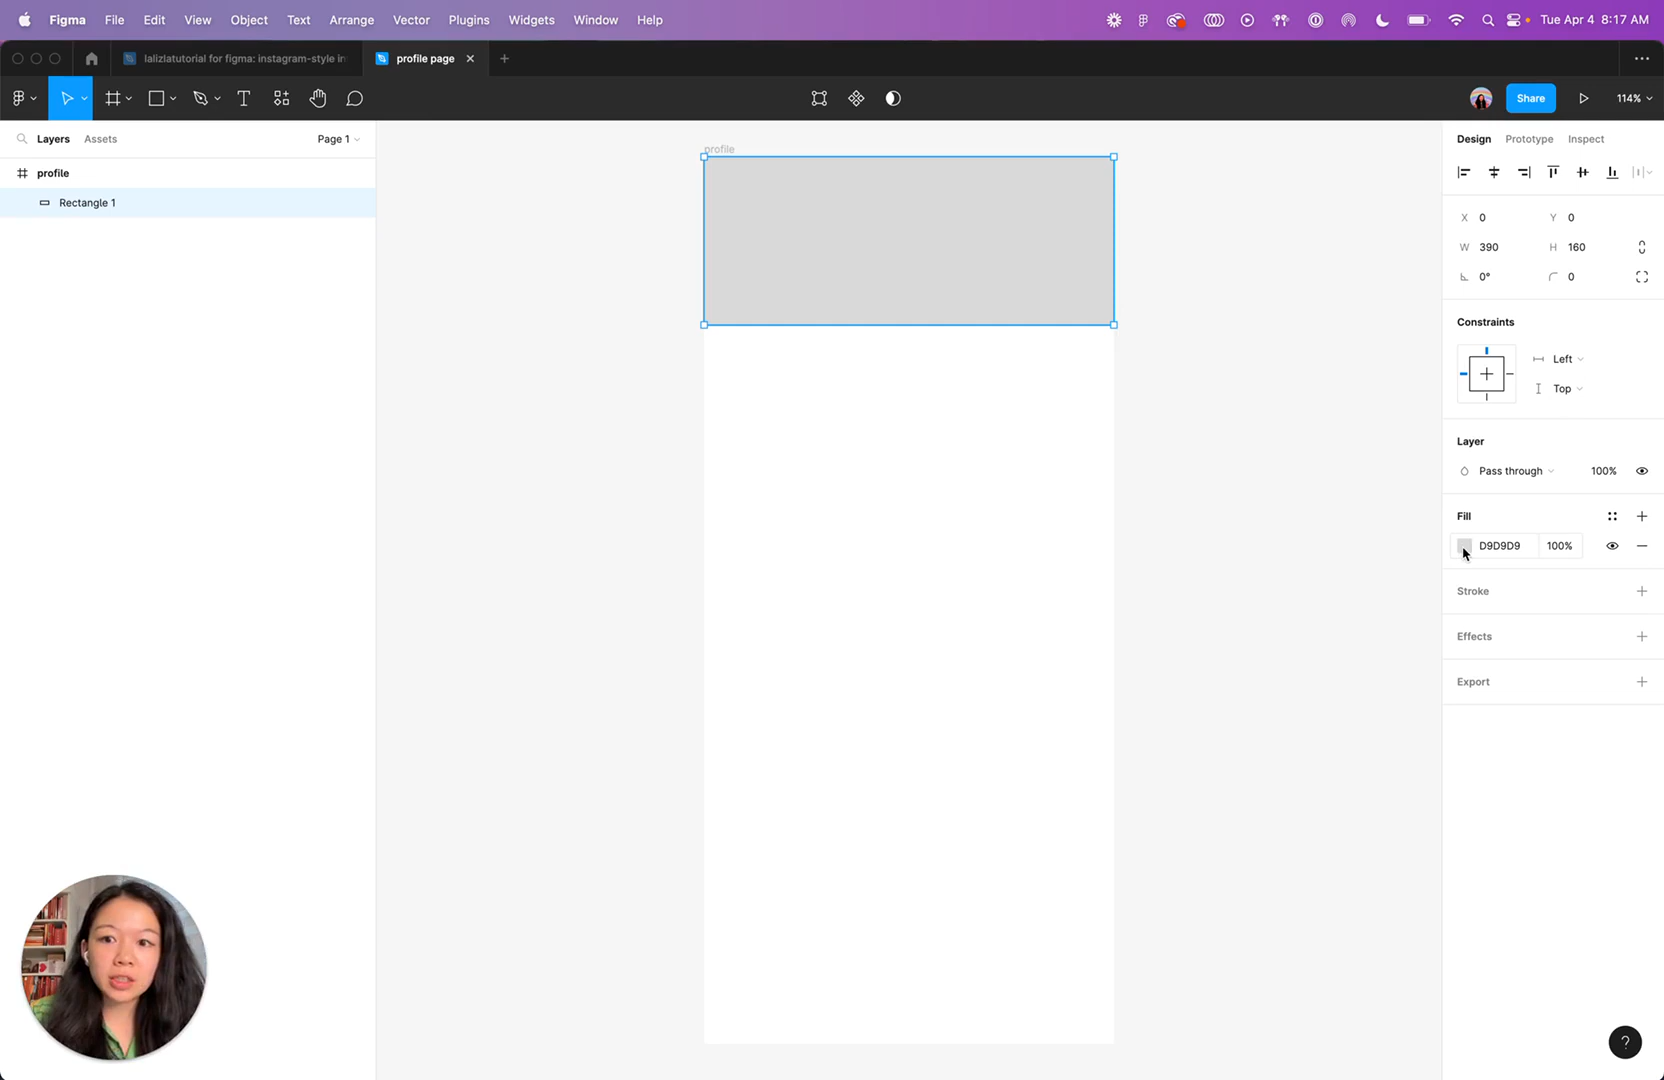 Figma File Edit View Object Text Arrange Vector Plugins Widgets Window Help Tue Apr 4 8:17 AM
lalizlatutorial for figma: instagram-style in profile page
Share 114%
Layers Assets Page 1
profile
Rectangle 1
profile
Design Prototype Inspect
X 0 Y 0
W 390 H 160
0° 0
Constraints
Left
Top
Layer
Pass through 100%
Fill
D9D9D9 100%
Stroke
Effects
Export
?